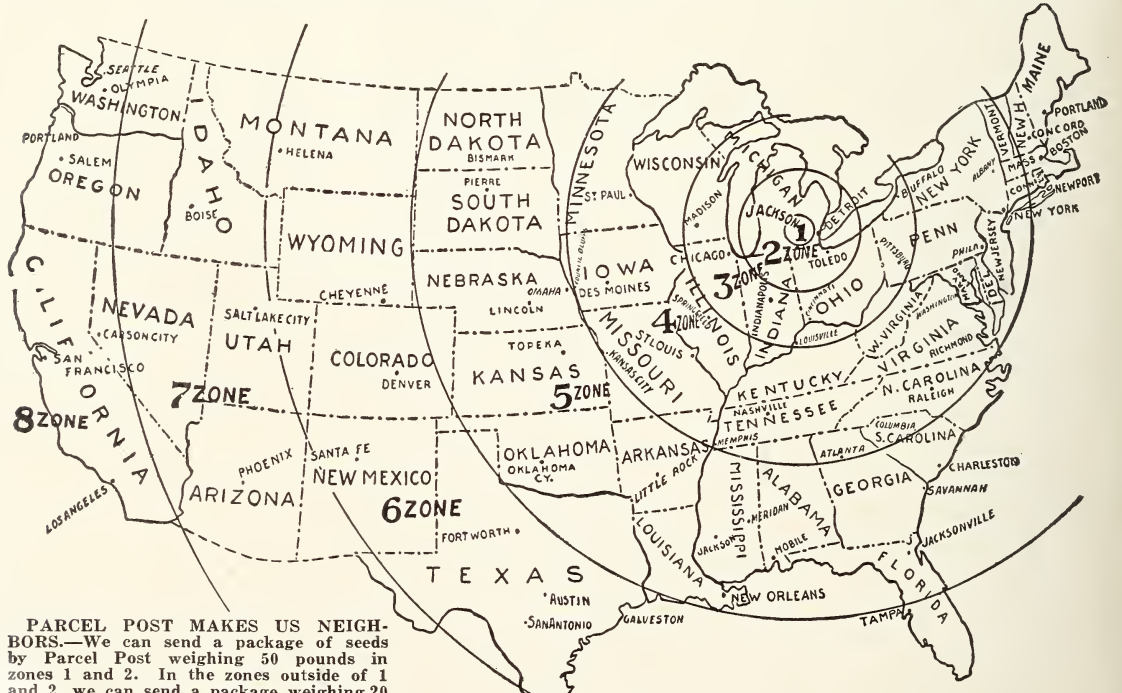 SEATTLE
OLYMPIA
WASHINGTON
PORTLAND
SALEM
OREGON
IDAHO
BOISE
MONTANA
HELENA
WYOMING
CHEYENNE
NORTH
DAKOTA
BISMARK
PIERRE
SOUTH
DAKOTA
NEBRASKA
OMAHA
LINCOLN
MINNESOTA
ST. PAUL
WISCONSIN
MADISON
MICHIGAN
JACKSON
1
DETROIT
2 ZONE
TOLEDO
3 ZONE
CHICAGO
IOWA
DES MOINES
COUNCIL BLUFFS
ILLINOIS
SPRINGFIELD
4 ZONE
INDIANAPOLIS
INDIANA
CINCINNATI
OHIO
LOUISVILLE
BUFFALO
NEW YORK
ALBANY
VERMONT
NEW H.
MAINE
PORTLAND
CONCORD
BOSTON
MASS
CONN.
NEWPORT
NEW YORK
PENN
PITTSBURG
PHILA
NEW JERSEY
DEL
WASHINGTON
W. VIRGINIA
VIRGINIA
RICHMOND
CALIFORNIA
SAN
FRANCISCO
LOS ANGELES
8 ZONE
NEVADA
CARSON CITY
SALT LAKE CITY
UTAH
7 ZONE
COLORADO
DENVER
TOPEKA
KANSAS
5 ZONE
MISSOURI
ST LOUIS
KANSAS CITY
KENTUCKY
NASHVILLE
TENNESSEE
MEMPHIS
N. CAROLINA
RALEIGH
COLUMBIA
S. CAROLINA
CHARLESTON
PHOENIX
ARIZONA
SANTA FE
NEW MEXICO
6 ZONE
OKLAHOMA
OKLAHOMA
CY.
ARKANSAS
LITTLE ROCK
MISSISSIPPI
JACKSON
MERIDAN
ALABAMA
MOBILE
ATLANTA
GEORGIA
SAVANNAH
JACKSONVILLE
FLORIDA
TAMPA
FORT WORTH
TEXAS
AUSTIN
SAN ANTONIO
GALVESTON
LOUISIANA
NEW ORLEANS
PARCEL POST MAKES US NEIGH-
BORS.—We can send a package of seeds
by Parcel Post weighing 50 pounds in
zones 1 and 2. In the zones outside of 1
and 2, we can send a package weighing 20